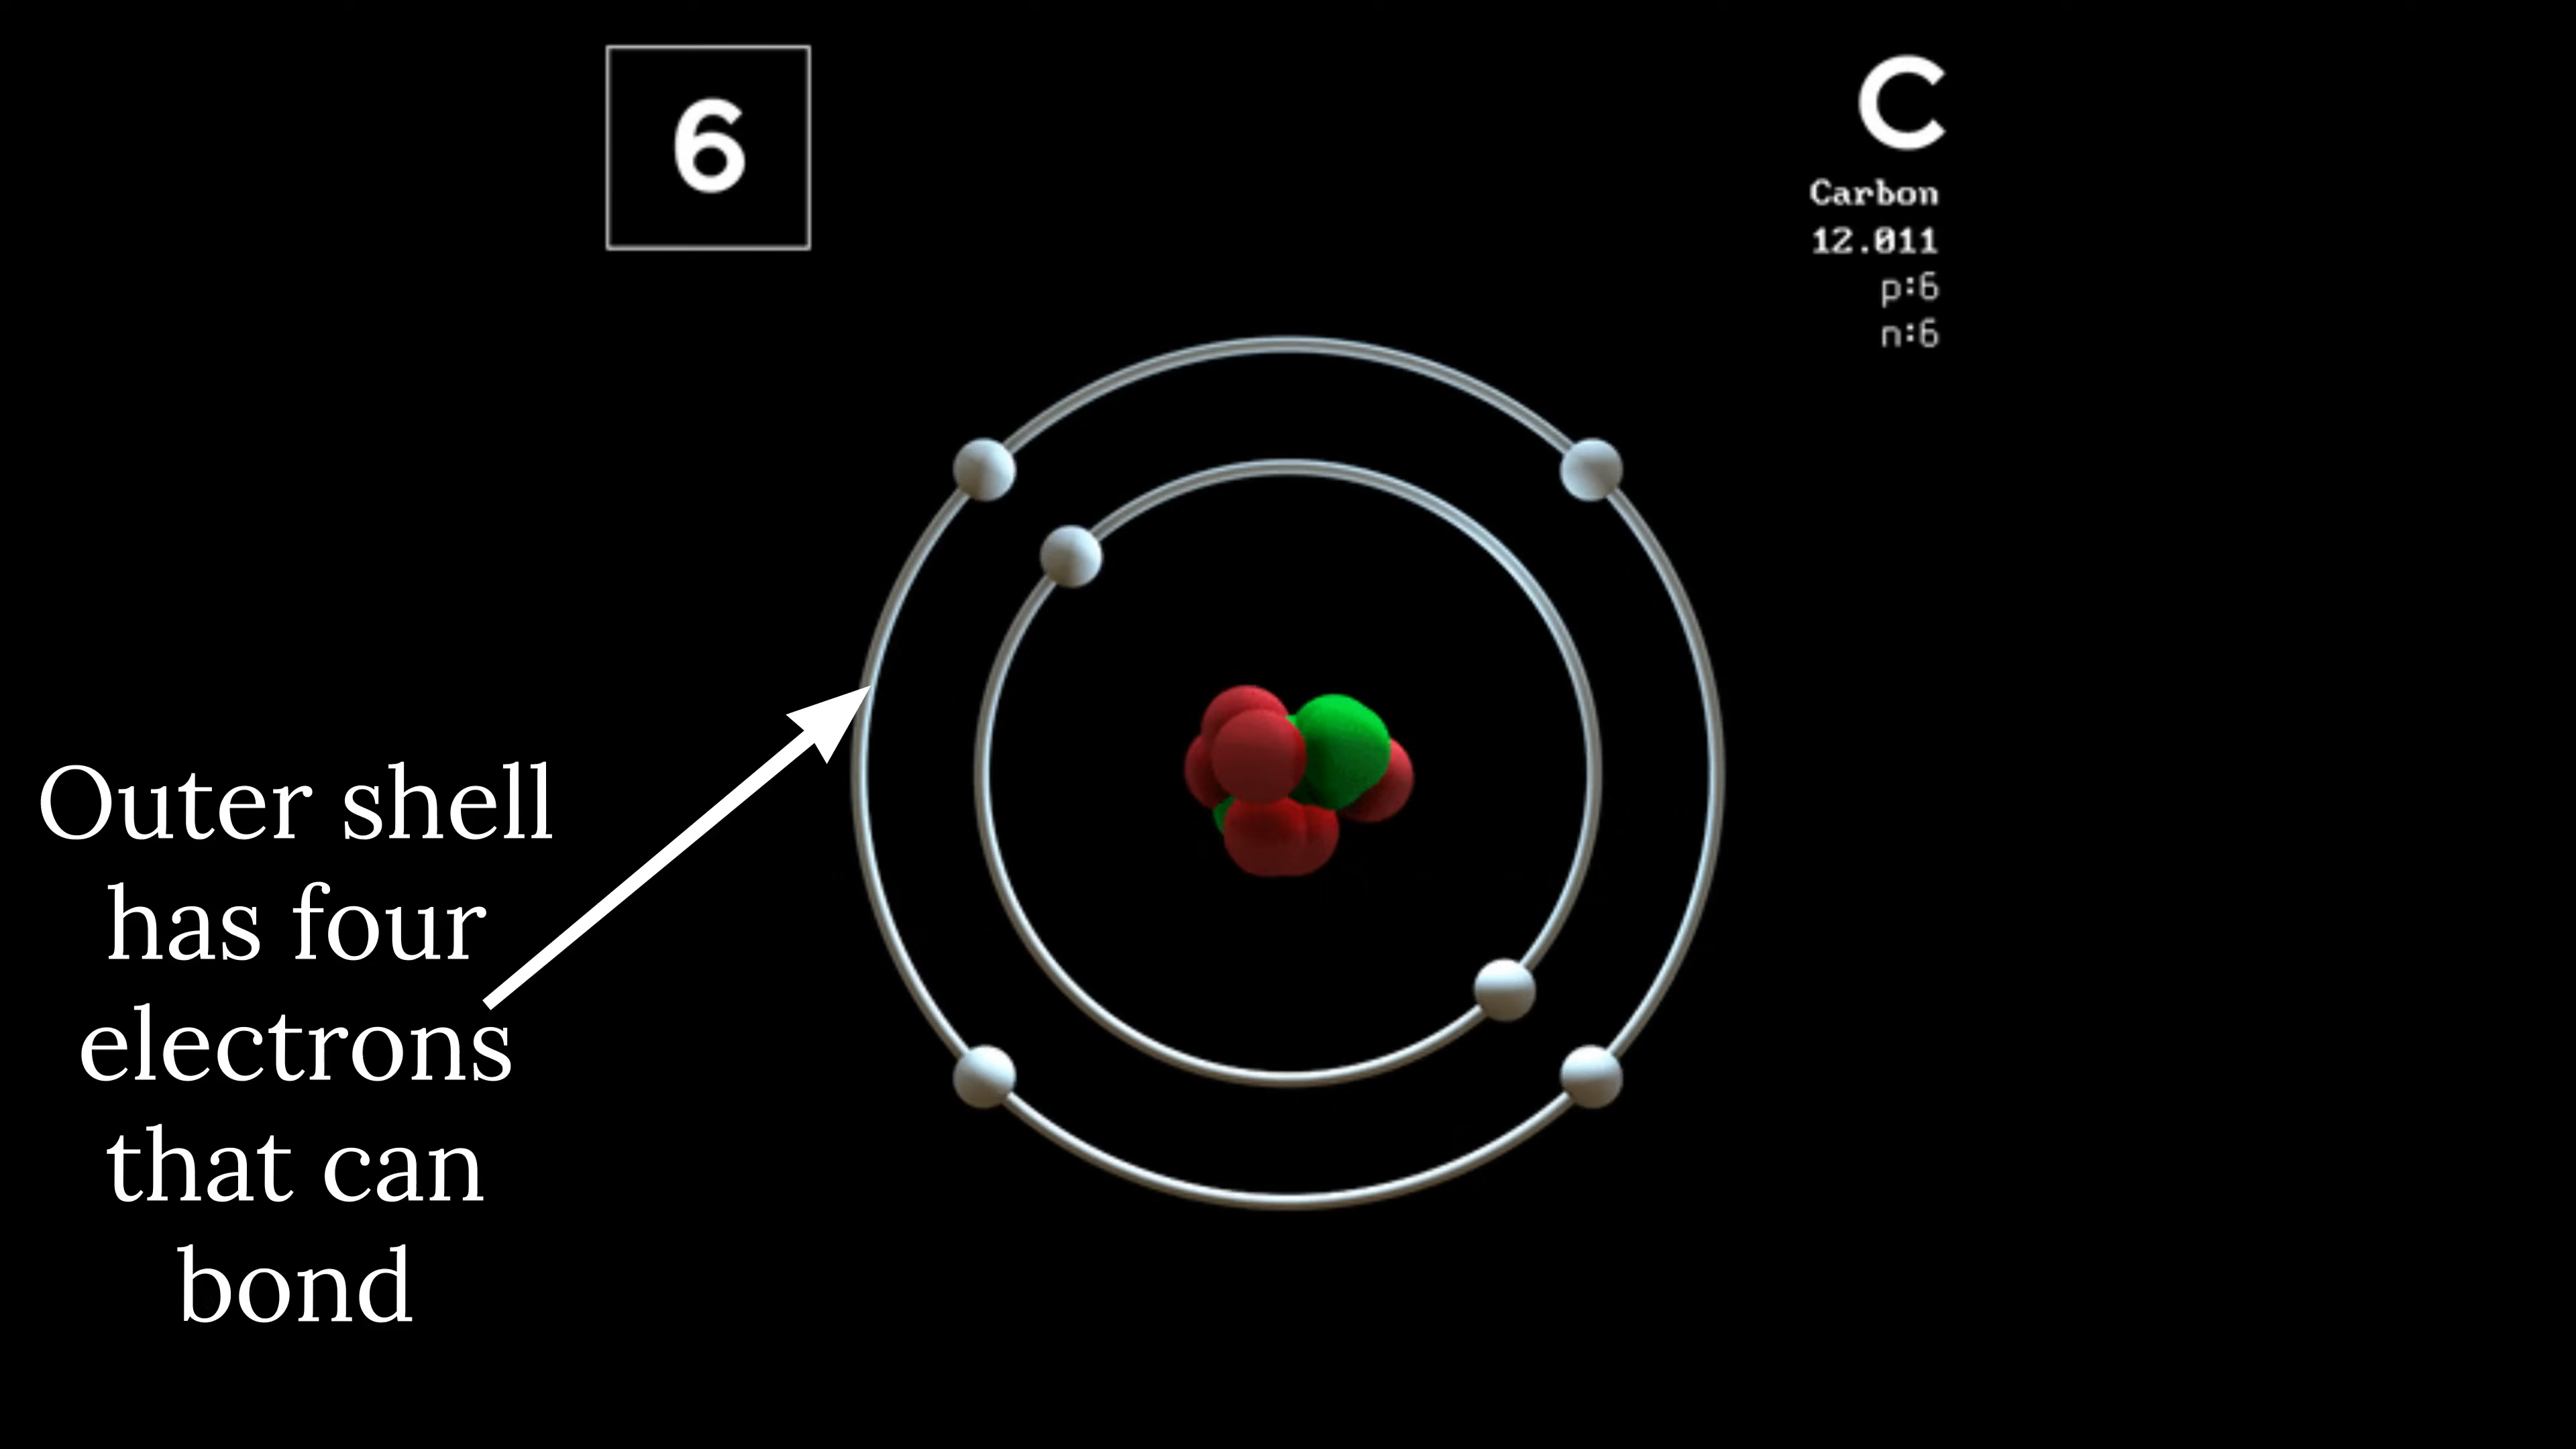 6
C
Carbon
12.011
p:6
n:6
Outer shell
has four
electrons
that can
bond